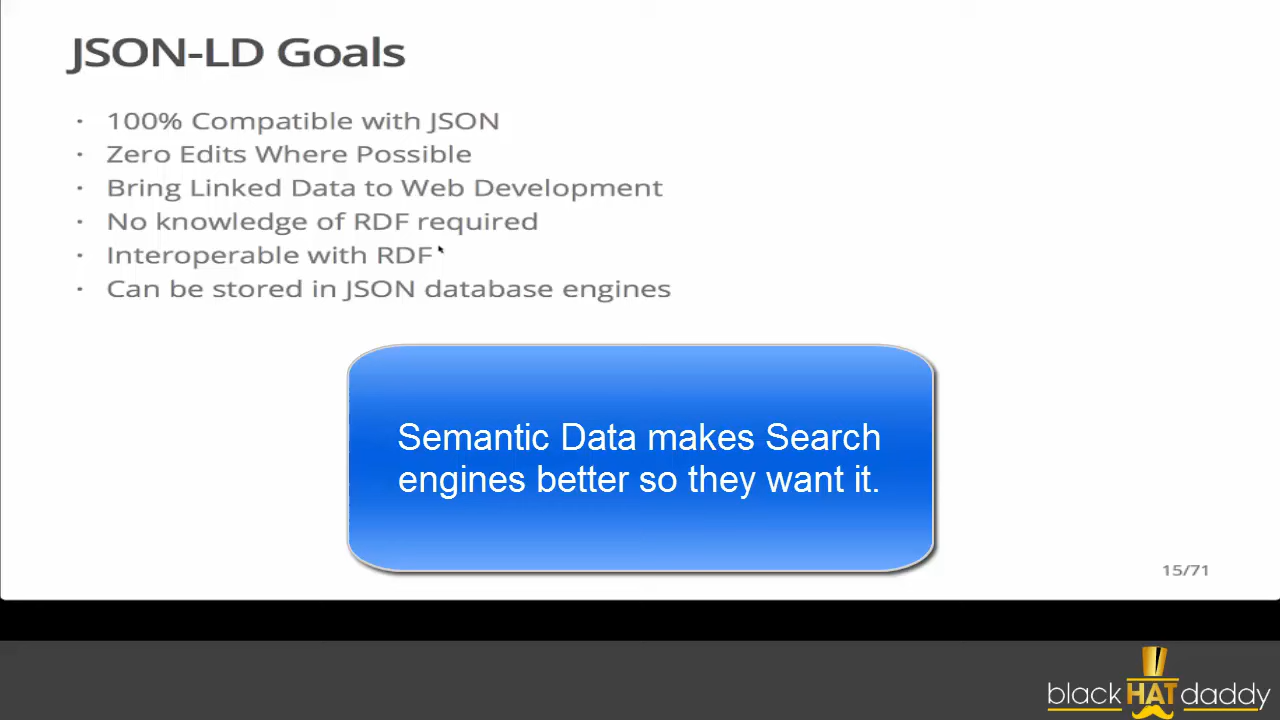 JSON-LD Goals
· 100% Compatible with JSON
· Zero Edits Where Possible
· Bring Linked Data to Web Development
· No knowledge of RDF required
· Interoperable with RDF
· Can be stored in JSON database engines
Semantic Data makes Search
engines better so they want it.
15/71
blackHATdaddy